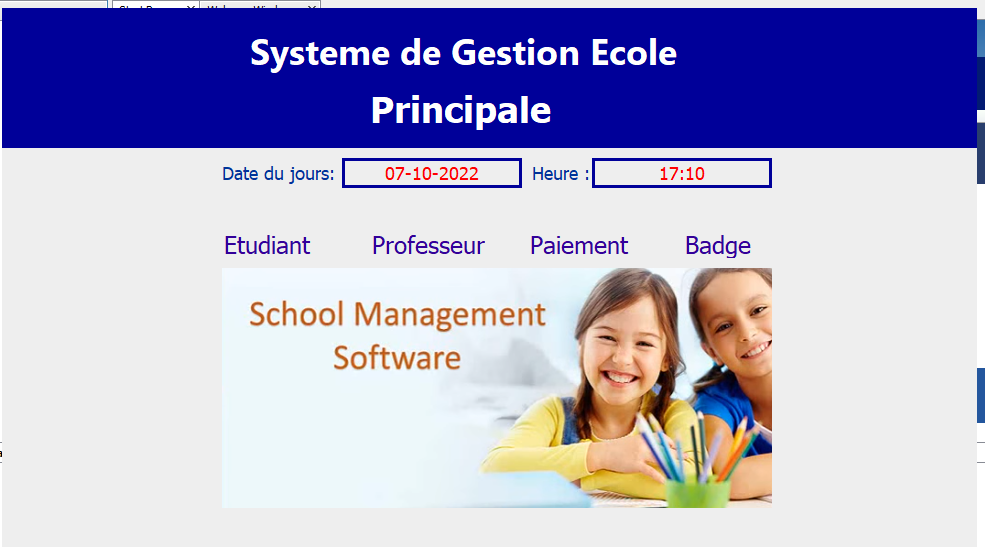 Systeme de Gestion Ecole
Principale
Date du jours: 07-10-2022 Heure : 17:10
Etudiant Professeur Paiement Badge
School Management
Software